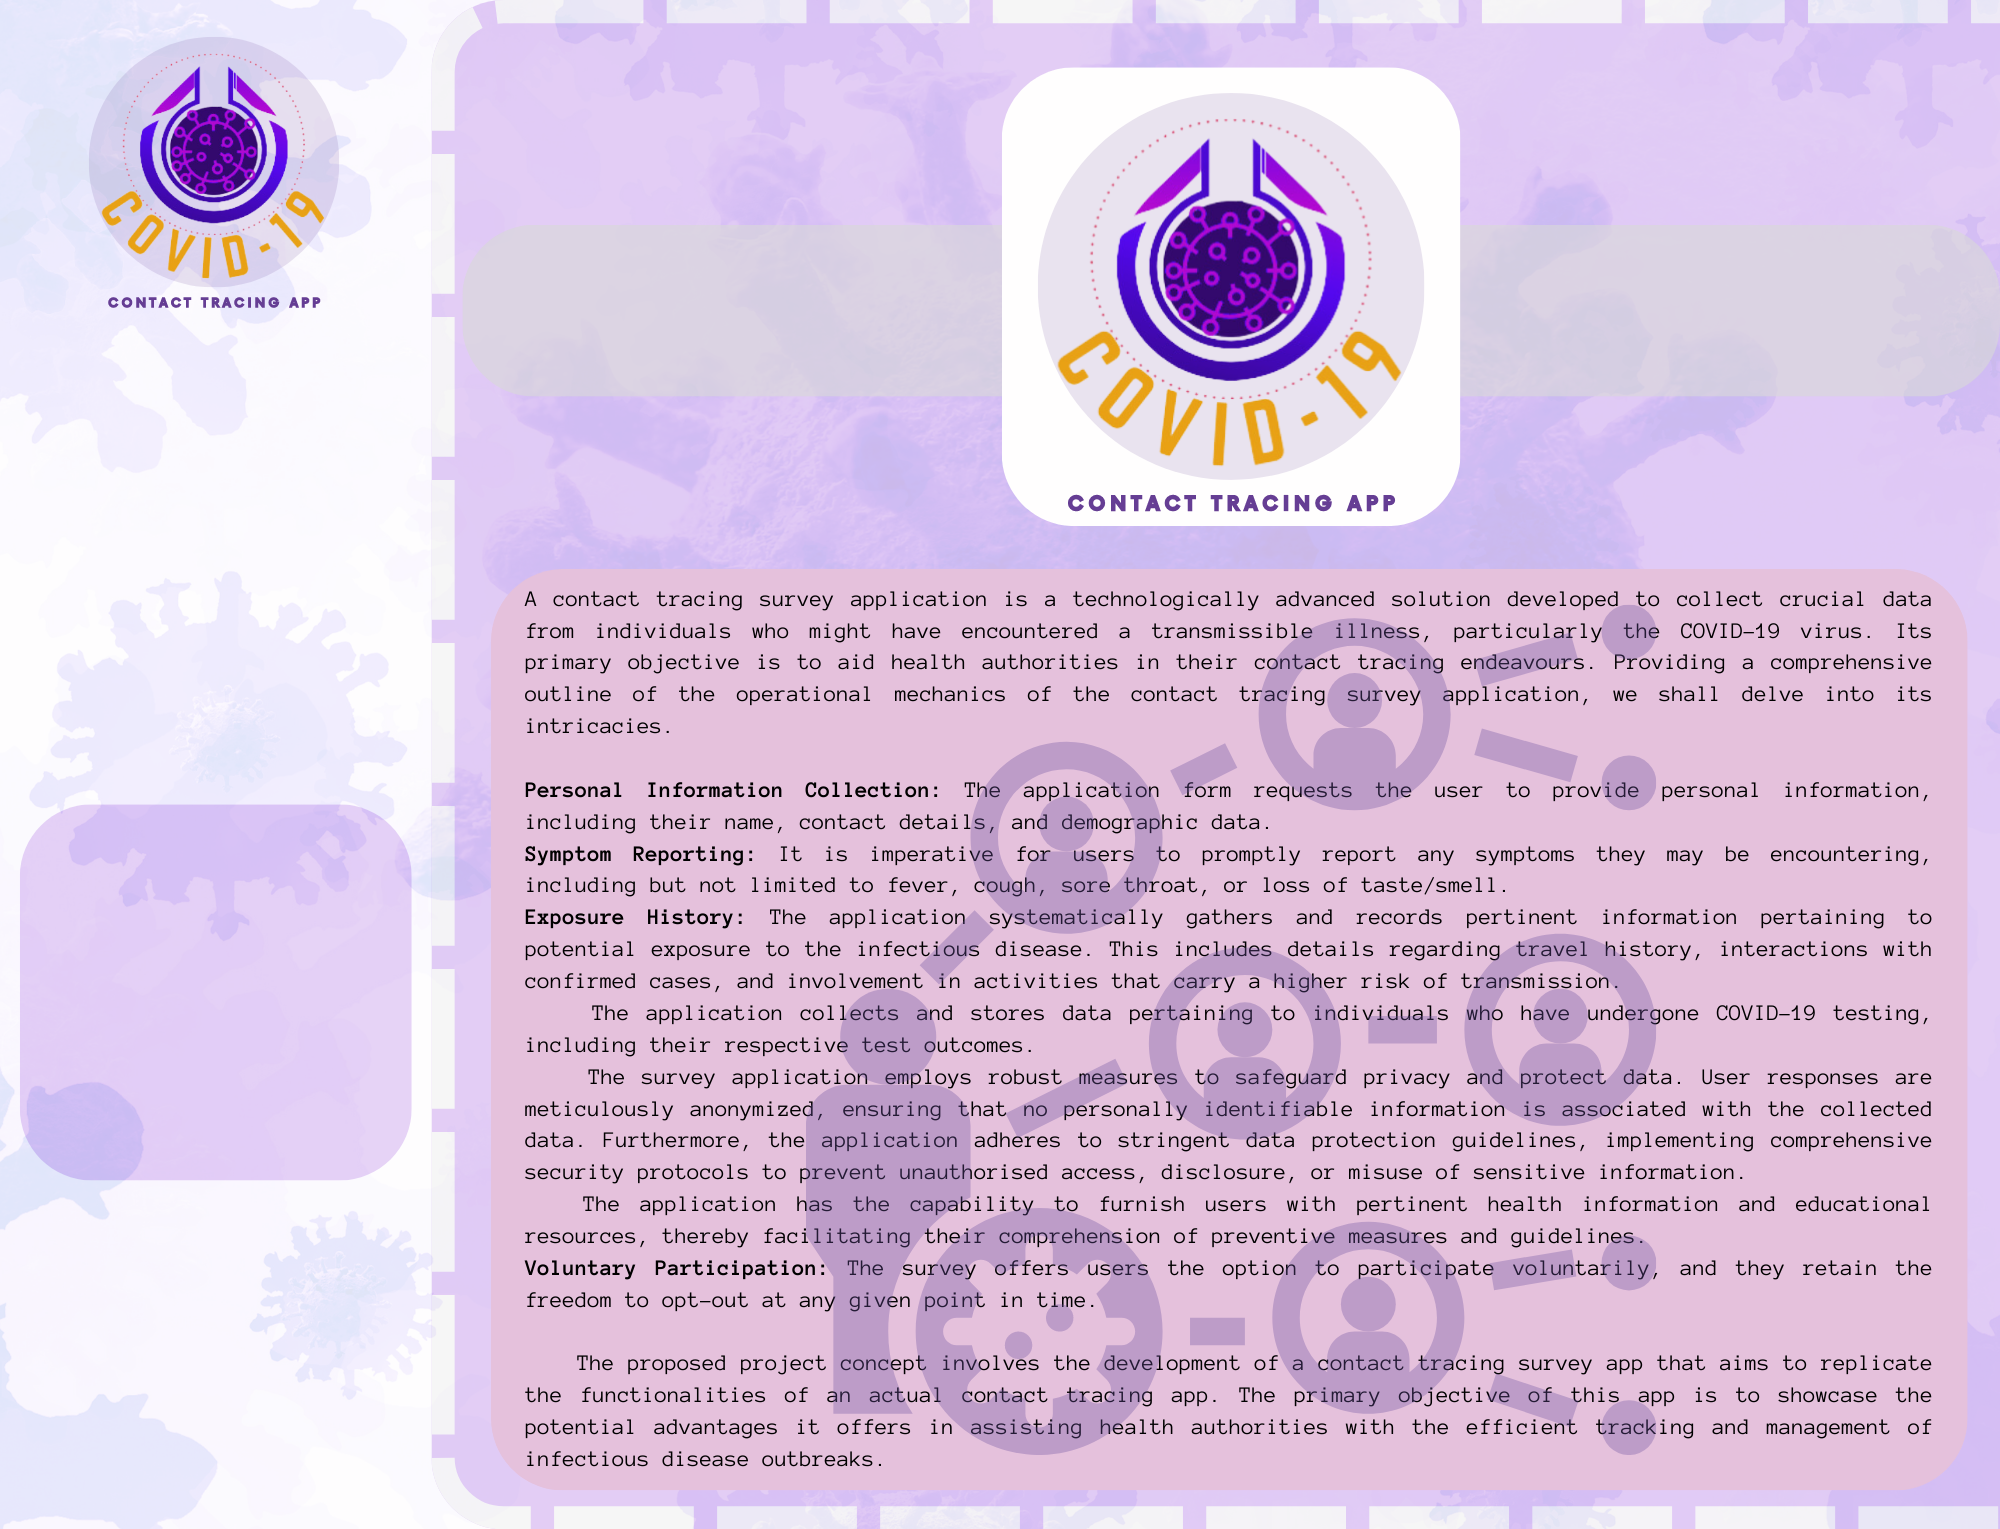 COVID-19
CONTACT TRACING APP
COVID-19
CONTACT TRACING APP
A contact tracing survey application is a technologically advanced solution developed to collect crucial data
from individuals who might have encountered a transmissible illness, particularly the COVID-19 virus. Its
primary objective is to aid health authorities in their contact tracing endeavours. Providing a comprehensive
outline of the operational mechanics of the contact tracing survey application, we shall delve into its
intricacies.
Personal Information Collection: The application form requests the user to provide personal information,
including their name, contact details, and demographic data.
Symptom Reporting: It is imperative for users to promptly report any symptoms they may be encountering,
including but not limited to fever, cough, sore throat, or loss of taste/smell.
Exposure History: The application systematically gathers and records pertinent information pertaining to
potential exposure to the infectious disease. This includes details regarding travel history, interactions with
confirmed cases, and involvement in activities that carry a higher risk of transmission.
The application collects and stores data pertaining to individuals who have undergone COVID-19 testing,
including their respective test outcomes.
The survey application employs robust measures to safeguard privacy and protect data. User responses are
meticulously anonymized, ensuring that no personally identifiable information is associated with the collected
data. Furthermore, the application adheres to stringent data protection guidelines, implementing comprehensive
security protocols to prevent unauthorised access, disclosure, or misuse of sensitive information.
The application has the capability to furnish users with pertinent health information and educational
resources, thereby facilitating their comprehension of preventive measures and guidelines.
Voluntary Participation: The survey offers users the option to participate voluntarily, and they retain the
freedom to opt-out at any given point in time.
The proposed project concept involves the development of a contact tracing survey app that aims to replicate
the functionalities of an actual contact tracing app. The primary objective of this app is to showcase the
potential advantages it offers in assisting health authorities with the efficient tracking and management of
infectious disease outbreaks.